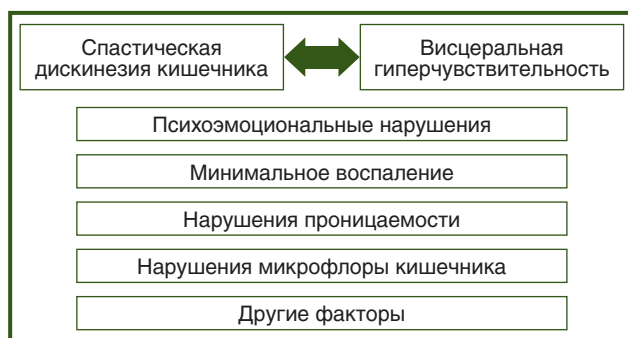 Спастическая
дискинезия кишечника
Висцеральная
гиперчувствительность
Психоэмоциональные нарушения
Минимальное воспаление
Нарушения проницаемости
Нарушения микрофлоры кишечника
Другие факторы